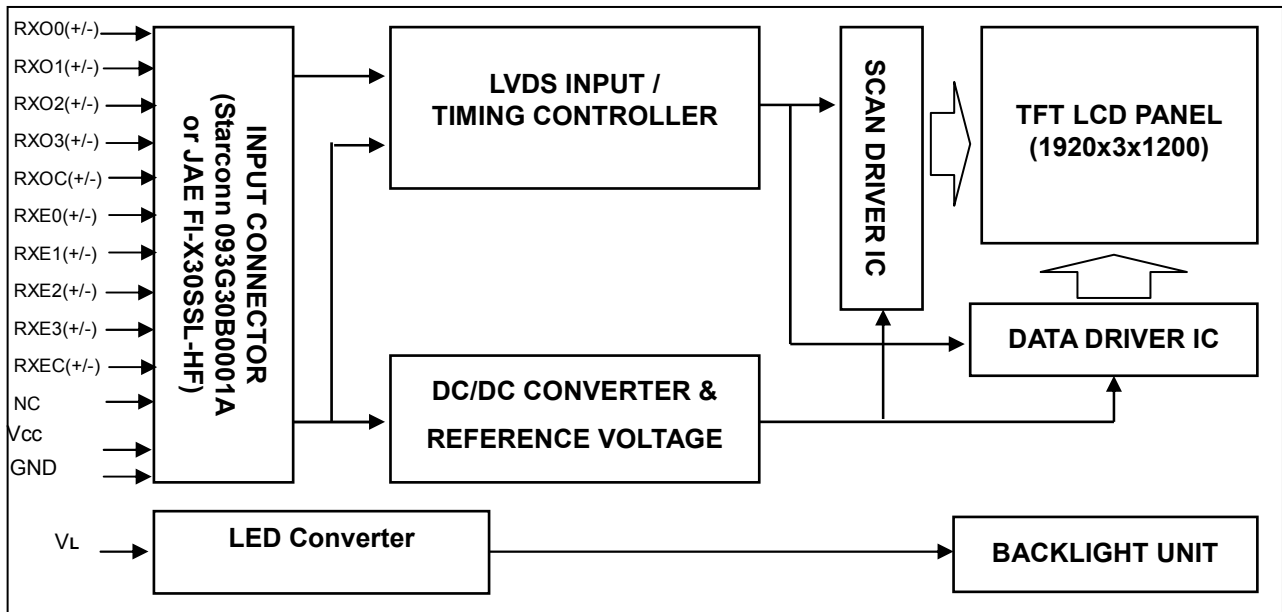 RXO0(+/-)
RXO1(+/-)
RXO2(+/-)
RXO3(+/-)
RXOC(+/-)
RXE0(+/-)
RXE1(+/-)
RXE2(+/-)
RXE3(+/-)
RXEC(+/-)
NC
Vcc
GND
VL
INPUT CONNECTOR
(Starconn 093G30B0001A
or JAE FI-X30SSL-HF)
LVDS INPUT /
TIMING CONTROLLER
SCAN DRIVER IC
TFT LCD PANEL
(1920x3x1200)
DATA DRIVER IC
DC/DC CONVERTER &
REFERENCE VOLTAGE
LED Converter
BACKLIGHT UNIT